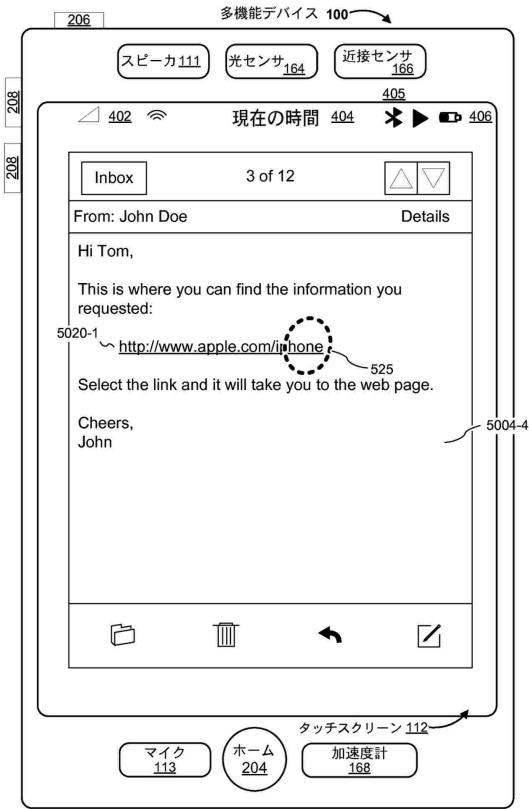 206
多機能デバイス 100
スピーカ111
光センサ
164
近接センサ
166
208
208
402
現在の時間 404
405
406
Inbox
3 of 12
From: John Doe
Details
Hi Tom,
This is where you can find the information you
requested:
5020-1
http://www.apple.com/iphone
525
Select the link and it will take you to the web page.
Cheers,
John
5004-4
タッチスクリーン 112
マイク
113
ホーム
204
加速度計
168